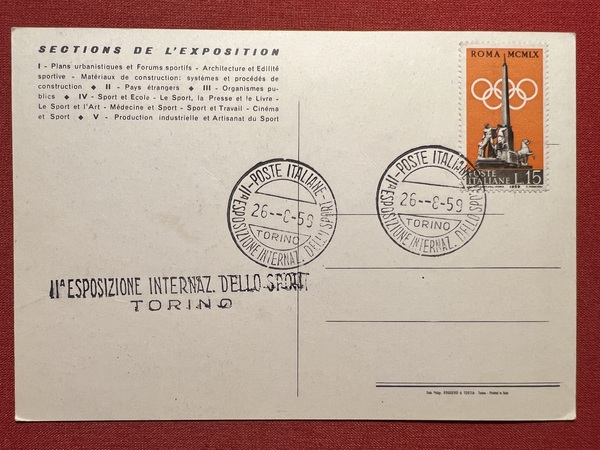 SECTIONS DE L'EXPOSITION
I - Plans urbanistiques et Forums sportifs - Architecture et Edilité
sportive - Matériaux de construction: systèmes et procédés de
construction ◆ II - Pays étrangers ◆ III - Organismes pu-
blics ◆ IV - Sport et Ecole - Le Sport, la Presse et le Livre -
Le Sport et l'Art - Médecine et Sport - Sport et Travail - Cinéma
et Sport ◆ V - Production industrielle et Artisanat du Sport
ROMA MCMLX
POSTE
ITALIANE L.15
1959
-POSTE ITALIANE-
26--8-59
TORINO
IIª ESPOSIZIONE INTERNAZ. DELLO SPORT
-POSTE ITALIANE
26--8-59
TORINO
IIª ESPOSIZIONE INTERNAZ. DELLO SPORT
IIª ESPOSIZIONE INTERNAZ. DELLO SPORT
TORINO